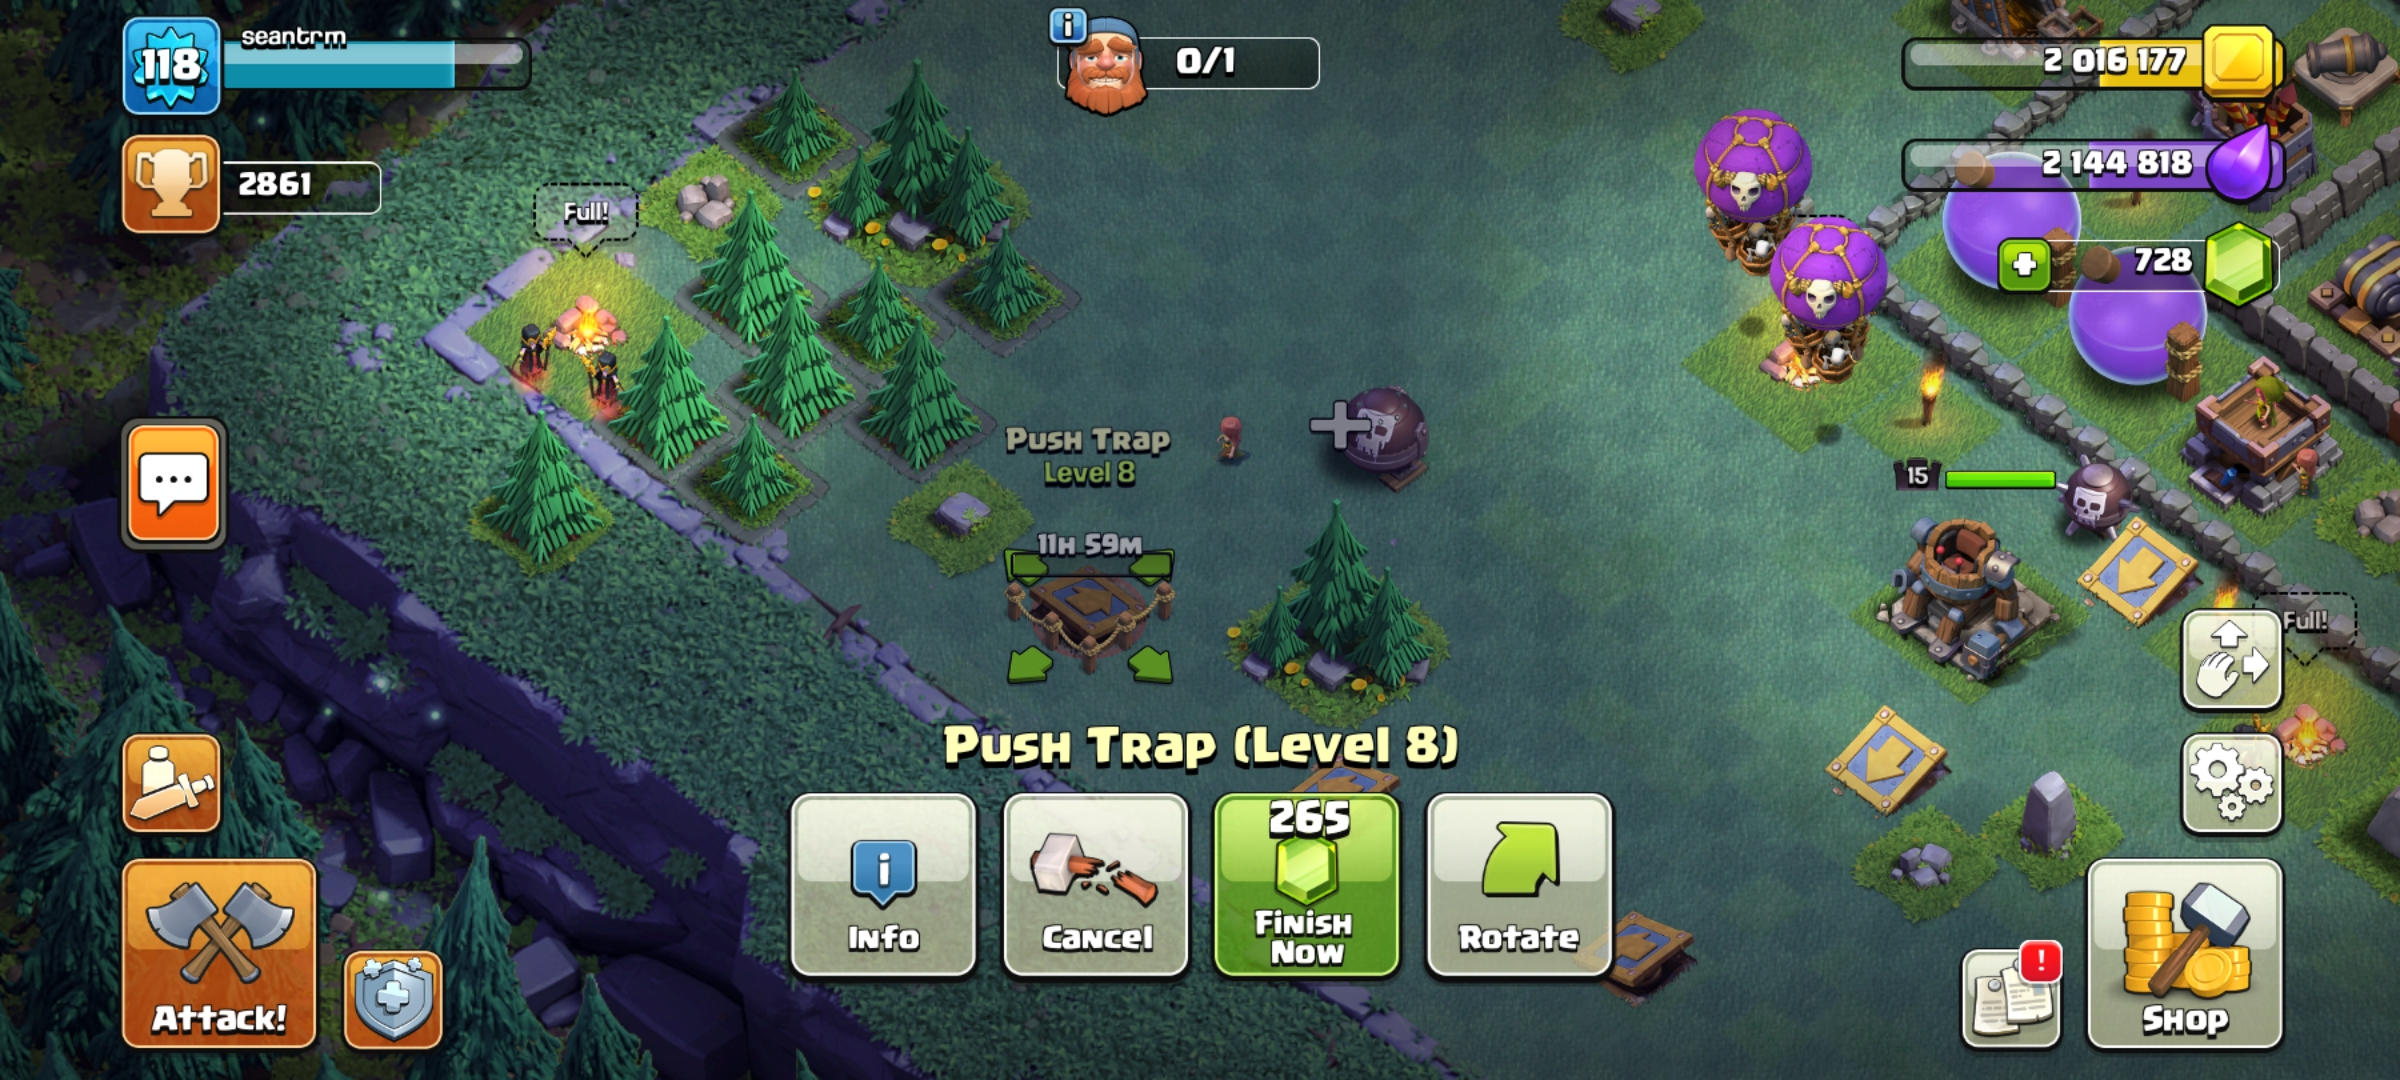 118
seantrm
0/1
2 016 177
2861
2 144 818
Full!
728
Push Trap
Level 8
15
11H 59M
Full!
Push Trap (Level 8)
265
Info
Cancel
Finish
Now
Rotate
!
Attack!
Shop